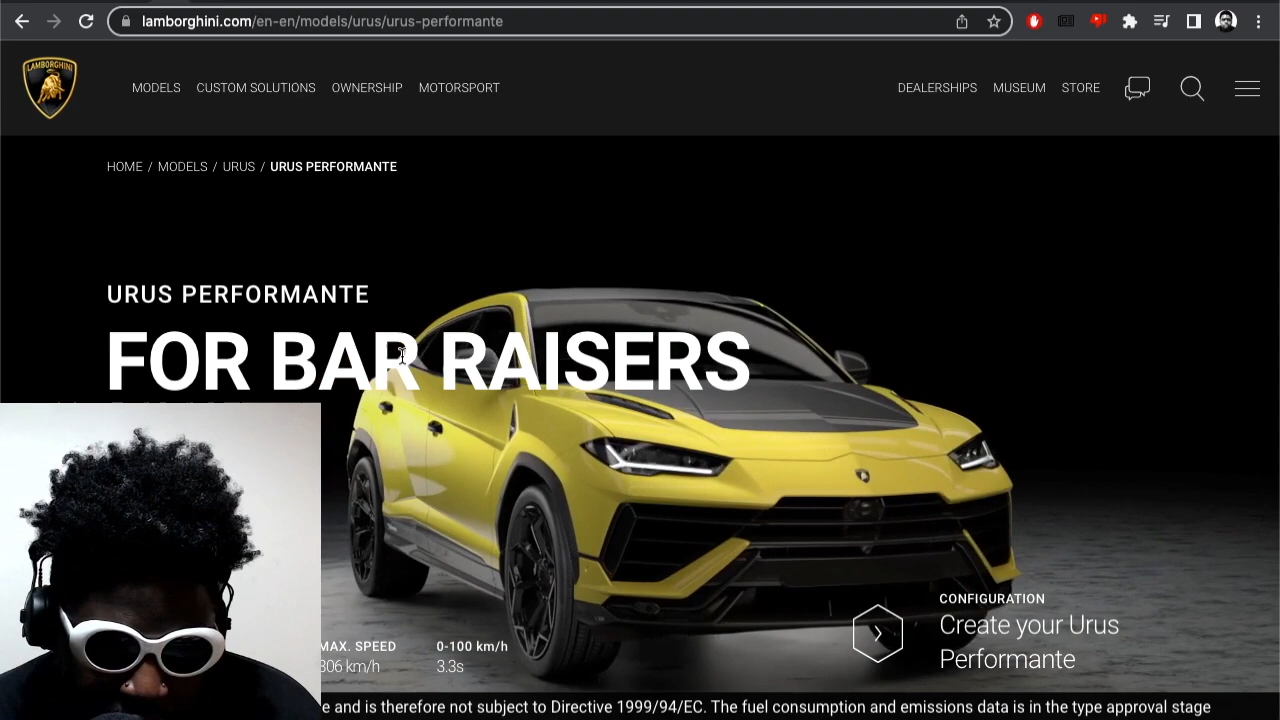 lamborghini.com/en-en/models/urus/urus-performante
LAMBORGHINI
MODELS CUSTOM SOLUTIONS OWNERSHIP MOTORSPORT
DEALERSHIPS MUSEUM STORE
HOME / MODELS / URUS / URUS PERFORMANTE
URUS PERFORMANTE
FOR BAR RAISERS
CONFIGURATION
Create your Urus
Performante
MAX. SPEED 0-100 km/h
306 km/h 3.3s
e and is therefore not subject to Directive 1999/94/EC. The fuel consumption and emissions data is in the type approval stage